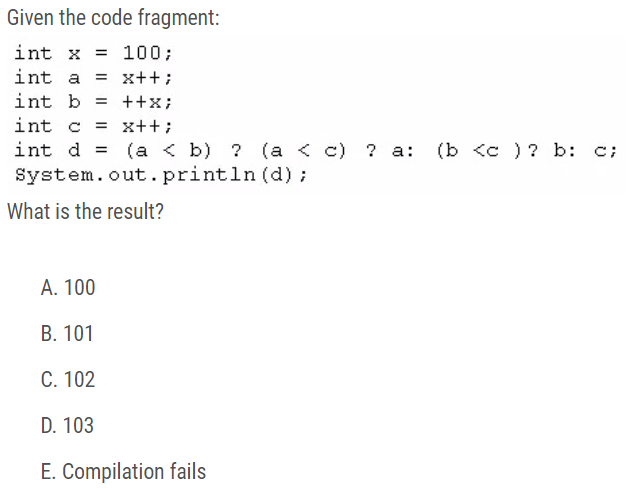 Given the code fragment:
int x = 100;
int a = x++;
int b = ++x;
int c = x++;
int d = (a < b) ? (a < c) ? a: (b <c )? b: c;
System.out.println(d);
What is the result?
A. 100
B. 101
C. 102
D. 103
E. Compilation fails